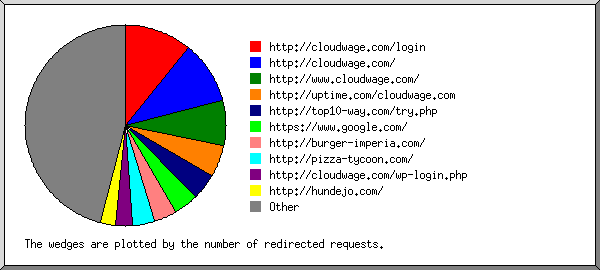 http://cloudwage.com/login
http://cloudwage.com/
http://www.cloudwage.com/
http://uptime.com/cloudwage.com
http://top10-way.com/try.php
https://www.google.com/
http://burger-imperia.com/
http://pizza-tycoon.com/
http://cloudwage.com/wp-login.php
http://hundejo.com/
Other
The wedges are plotted by the number of redirected requests.